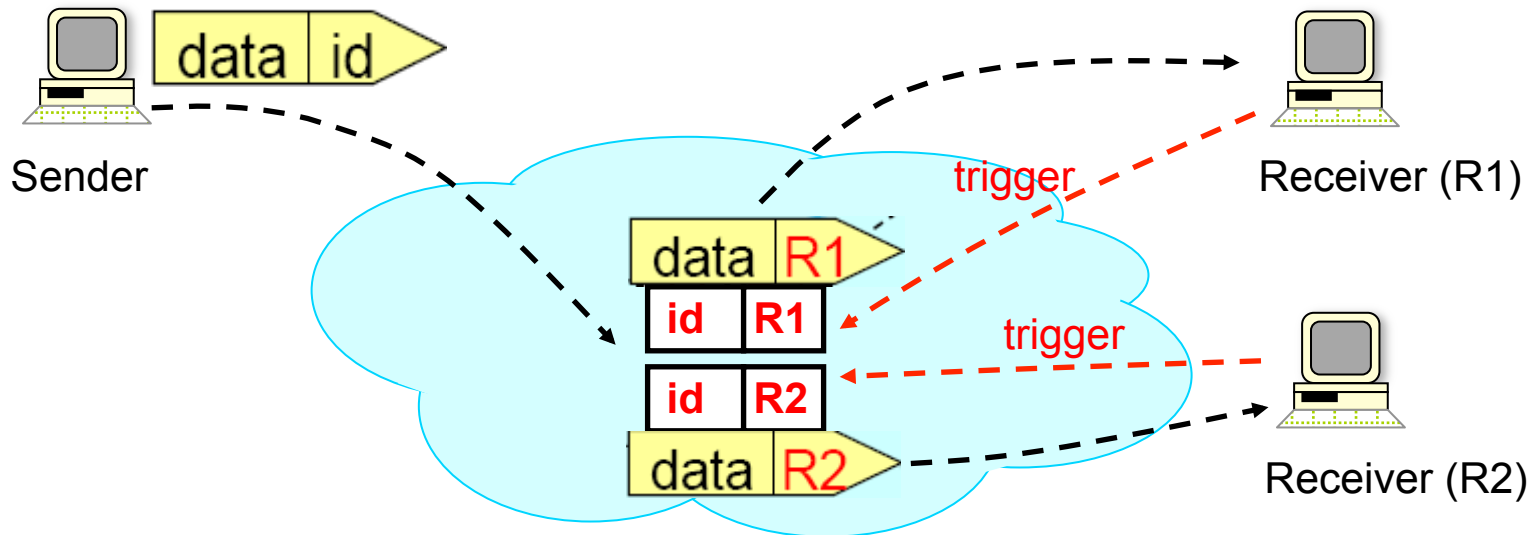 data id
Sender
trigger
Receiver (R1)
data R1
id R1
trigger
id R2
data R2
Receiver (R2)